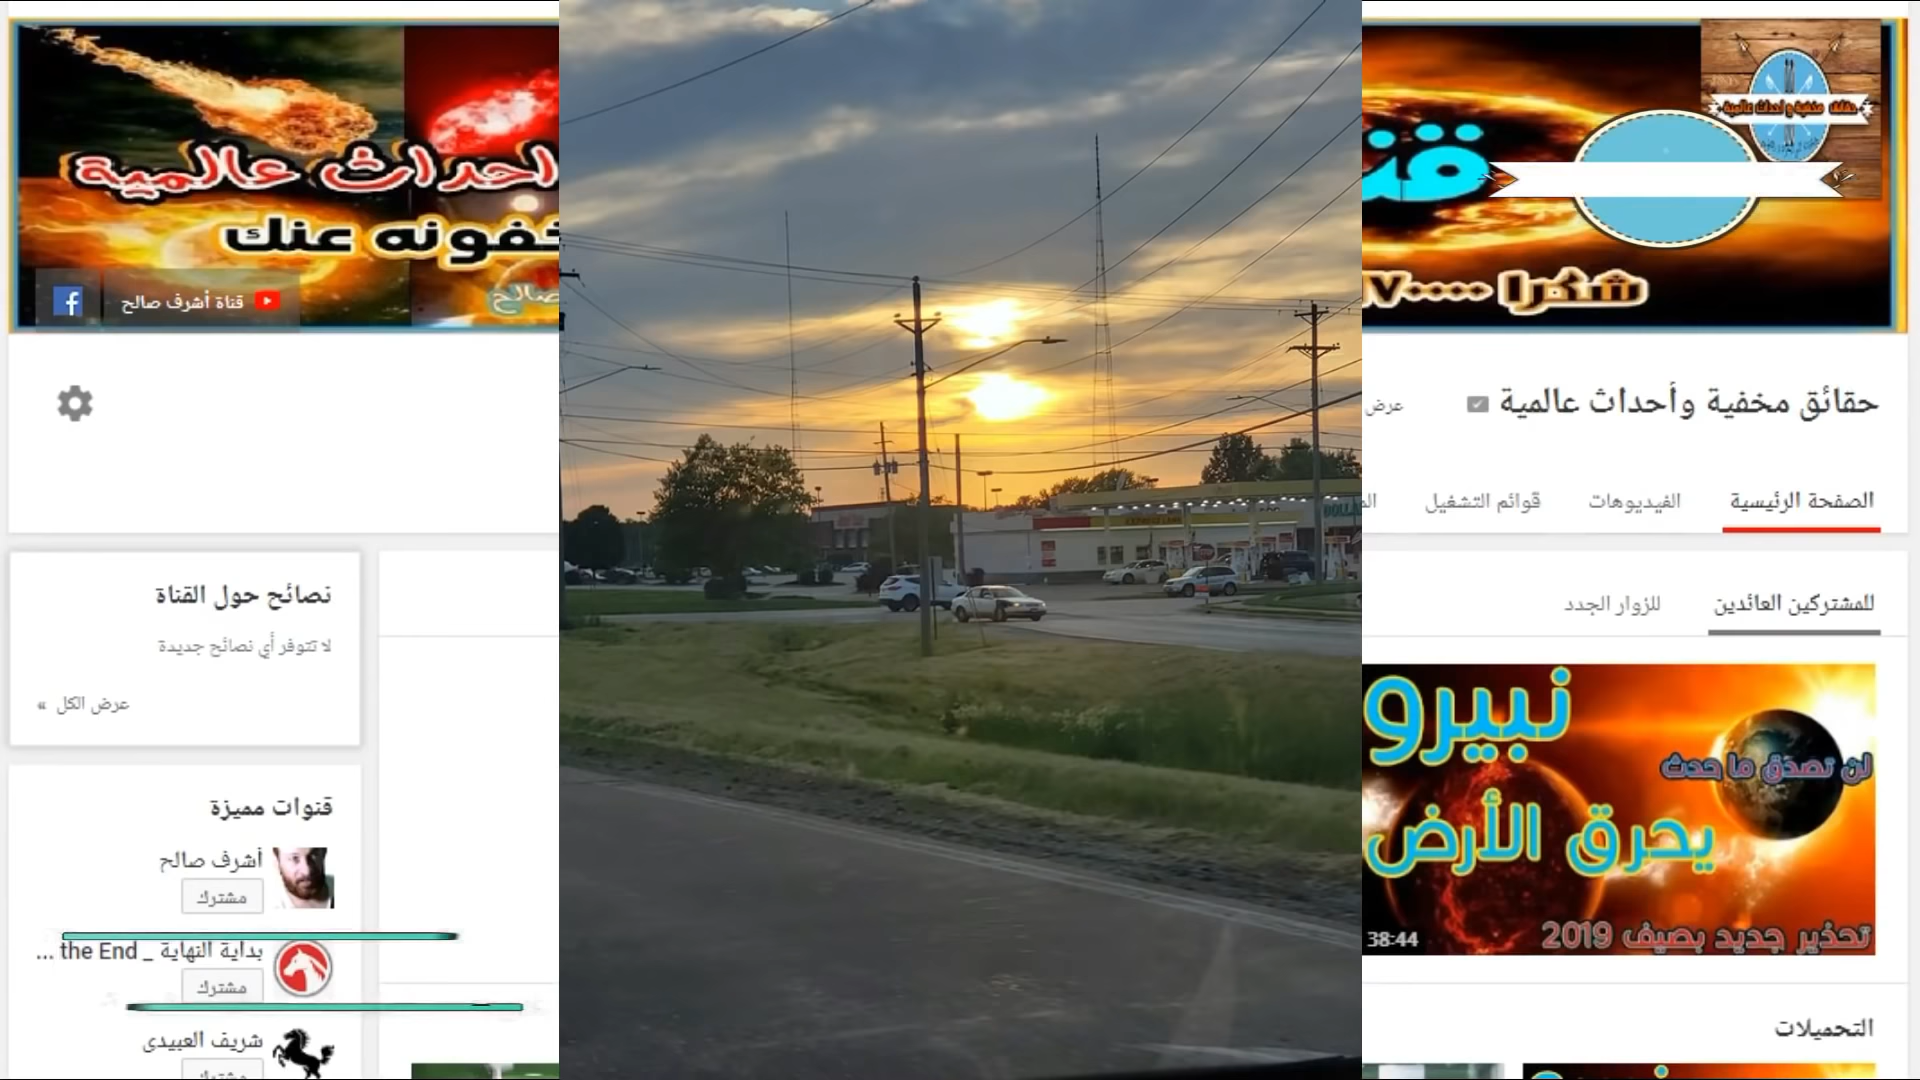 احداث عالمية
عنك
قناة أشرف صالح
صالح
حقائق مخفية وأحداث عالمية
شكرا
حقائق مخفية وأحداث عالمية
عرض
الصفحة الرئيسية
الفيديوهات
قوائم التشغيل
للمشتركين العائدين
للزوار الجدد
نبيرو
لن تصدق ما حدث
يحرق الأرض
تحذير جديد بصيف 2019
38:44
التحميلات
نصائح حول القناة
لا تتوفر أي نصائح جديدة
عرض الكل »
قنوات مميزة
أشرف صالح
مشترك
بداية النهاية _ the End ...
مشترك
شريف العبيدى
مشترك